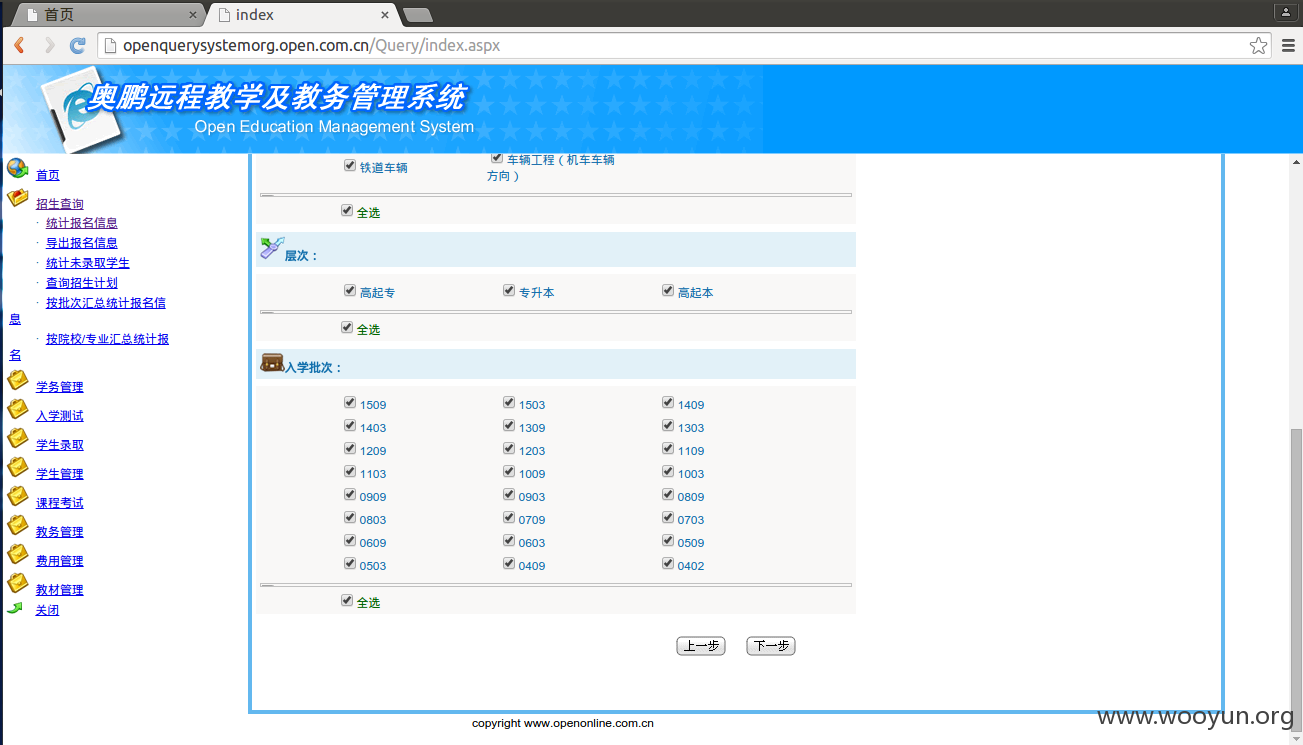 首页
index
openquerysystemorg.open.com.cn/Query/index.aspx
奥鹏远程教学及教务管理系统
Open Education Management System
首页
招生查询
统计报名信息
导出报名信息
统计未录取学生
查询招生计划
按批次汇总统计报名信
息
按院校/专业汇总统计报
名
学务管理
入学测试
学生录取
学生管理
课程考试
教务管理
费用管理
教材管理
关闭
铁道车辆 车辆工程（机车车辆
方向）
全选
层次：
高起专 专升本 高起本
全选
入学批次：
1509 1503 1409
1403 1309 1303
1209 1203 1109
1103 1009 1003
0909 0903 0809
0803 0709 0703
0609 0603 0509
0503 0409 0402
全选
上一步 下一步
copyright www.openonline.com.cn
www.wooyun.org